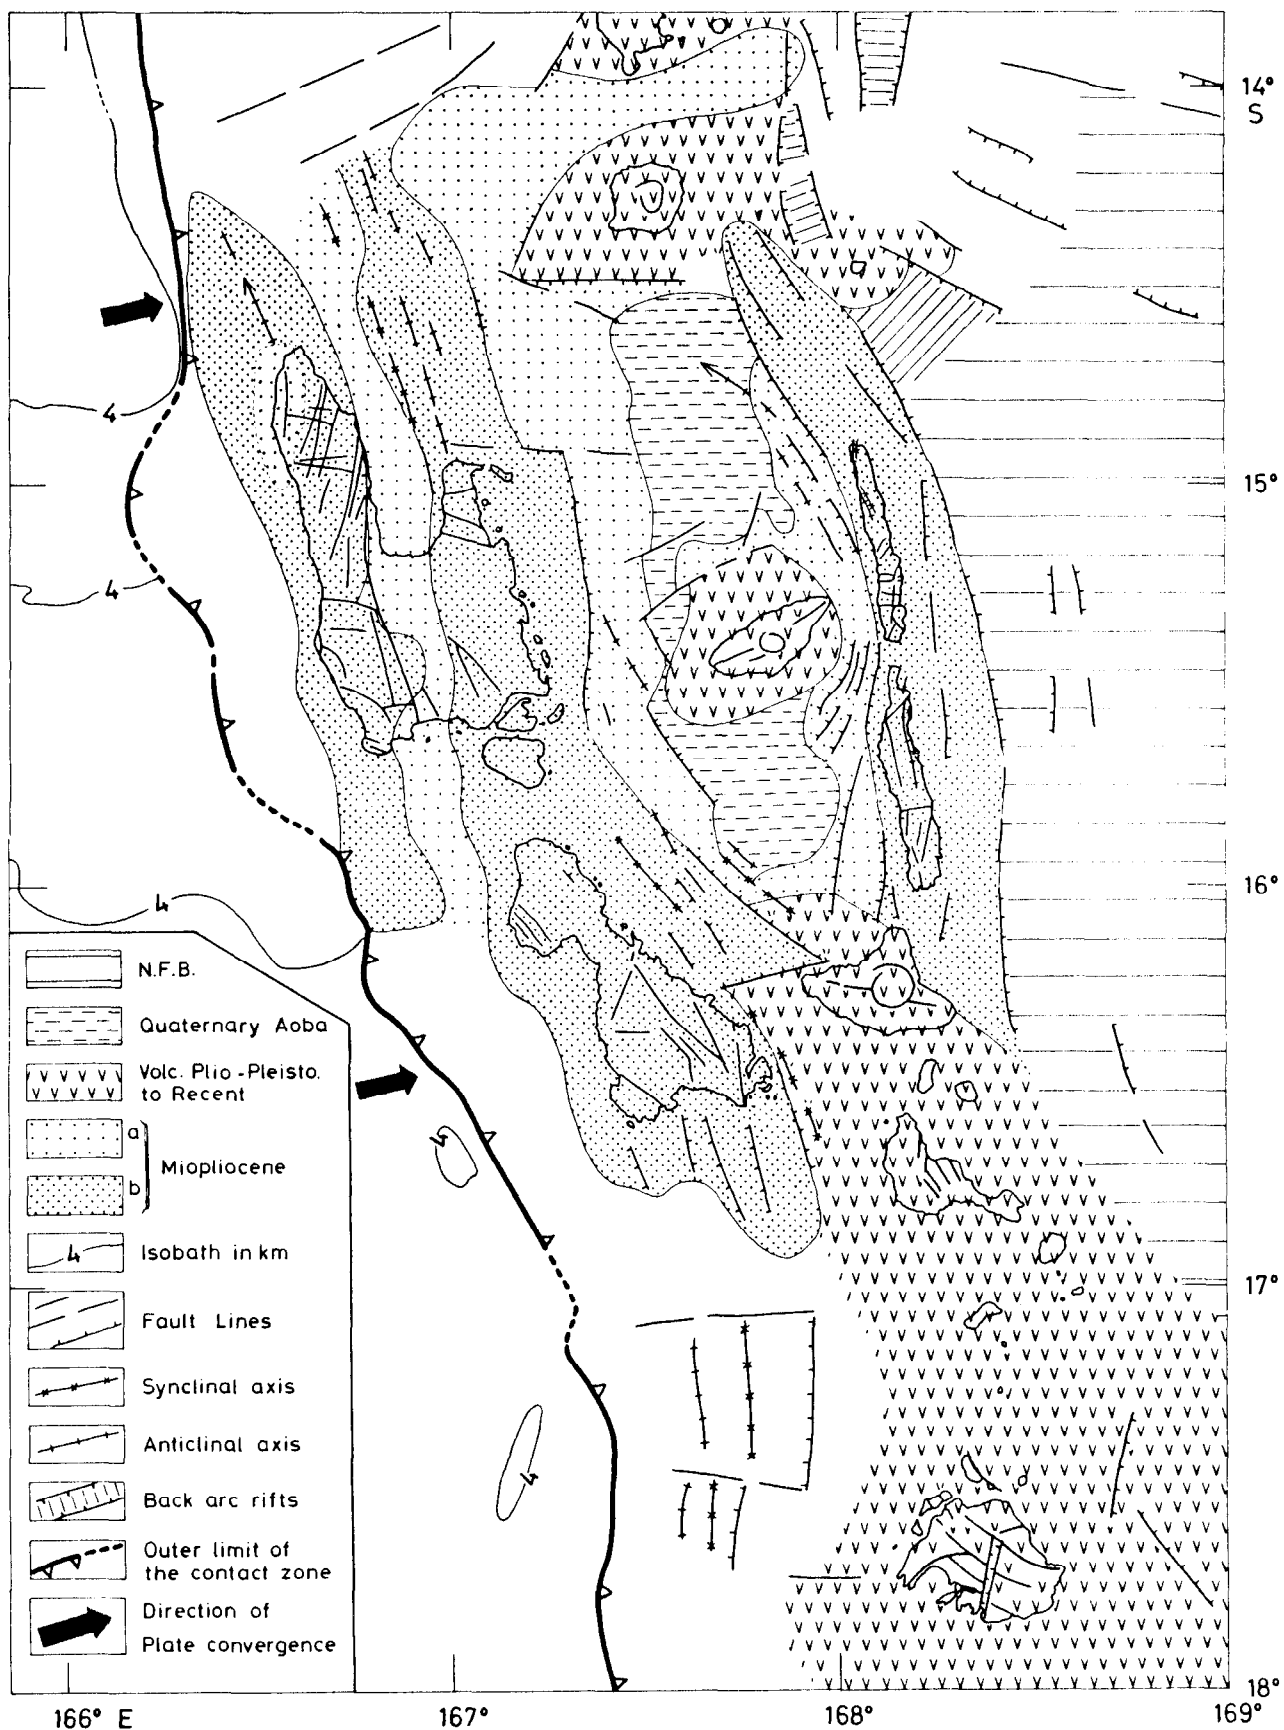 14°
S
4
15°
4
16°
4
N.F.B.
Quaternary Aoba
Volc. Plio-Pleisto.
to Recent
a
b
Miopliocene
4
Isobath in km
Fault Lines
Synclinal axis
Anticlinal axis
Back arc rifts
Outer limit of
the contact zone
Direction of
Plate convergence
4
17°
4
18°
166° E
167°
168°
169°